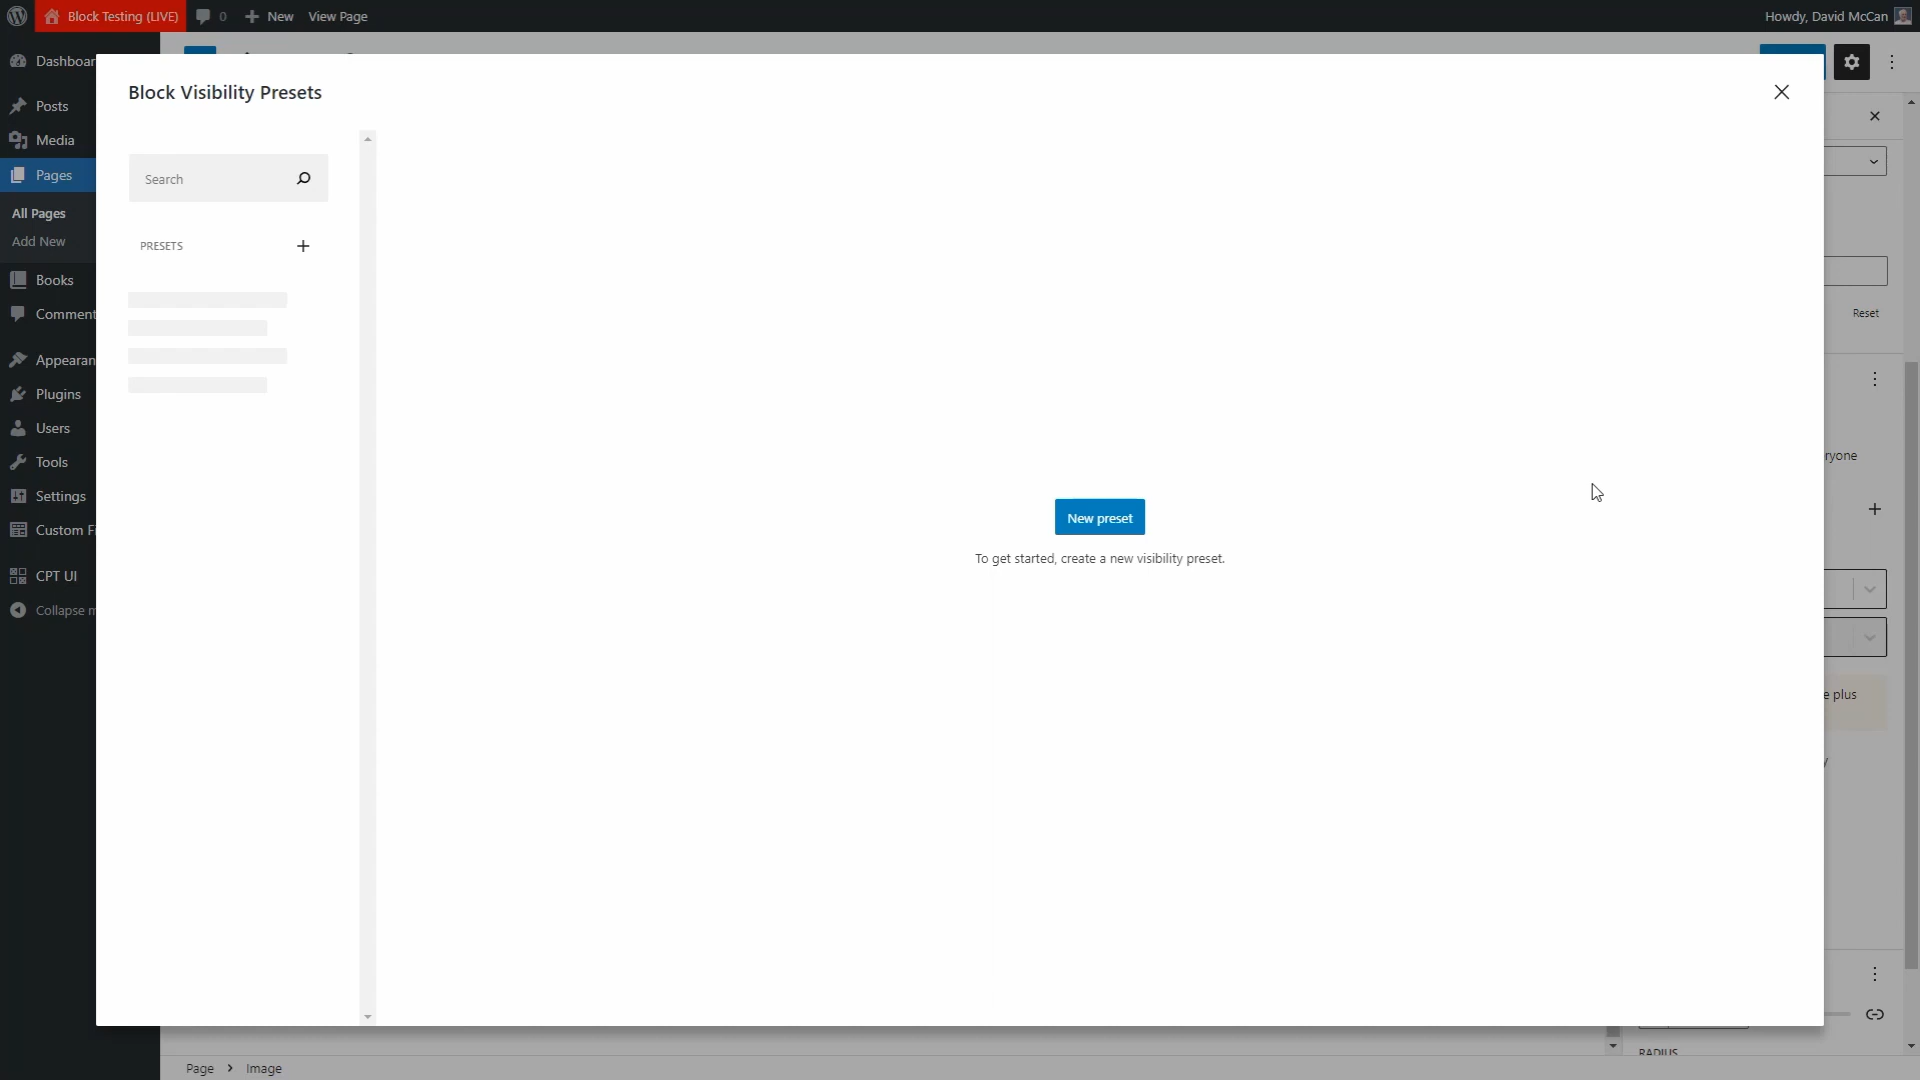 Block Testing (LIVE) 0 New View Page Howdy, David McCan
Dashboar
Posts
Media
Pages
All Pages
Add New
Books
Comment
Appearan
Plugins
Users
Tools
Settings
Custom Fi
CPT UI
Collapse m
Block Visibility Presets
Search
PRESETS
New preset
To get started, create a new visibility preset.
Reset
ryone
e plus
RADIUS
Page Image